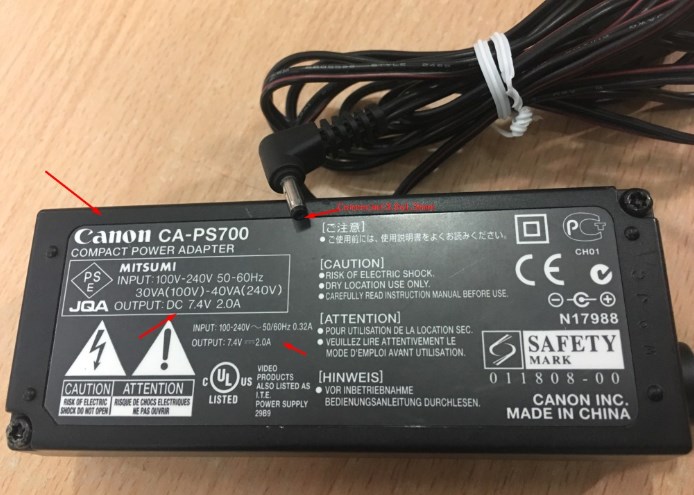 Canon CA-PS700
COMPACT POWER ADAPTER
PS
E
JQA
MITSUMI
INPUT: 100V-240V 50-60Hz
30VA(100V)-40VA(240V)
OUTPUT: DC 7.4V 2.0A
INPUT: 100-240V～50/60Hz 0.32A
OUTPUT: 7.4V⎓2.0A
CAUTION
RISK OF ELECTRIC
SHOCK DO NOT OPEN
ATTENTION
RISQUE DE CHOCS ELECTRIQUES
NE PAS OUVRIR
C UL US
LISTED
VIDEO
PRODUCTS
ALSO LISTED AS
I.T.E.
POWER SUPPLY
29B9
[ご注意]
●ご使用前には、使用説明書をよくお読みください。
[CAUTION]
●RISK OF ELECTRIC SHOCK.
●DRY LOCATION USE ONLY.
●CAREFULLY READ INSTRUCTION MANUAL BEFORE USE.
[ATTENTION]
●POUR UTILISATION DE LA LOCATION SEC.
●VEUILLEZ LIRE ATTENTIVEMENT LE
MODE D'EMPLOI AVANT UTILISATION.
[HINWEIS]
●VOR INBETRIEBNAHME
BEDIENUNGSANLEITUNG DURCHLESEN.
CH01
CE
N17988
SAFETY
MARK
011808-00
CANON INC.
MADE IN CHINA